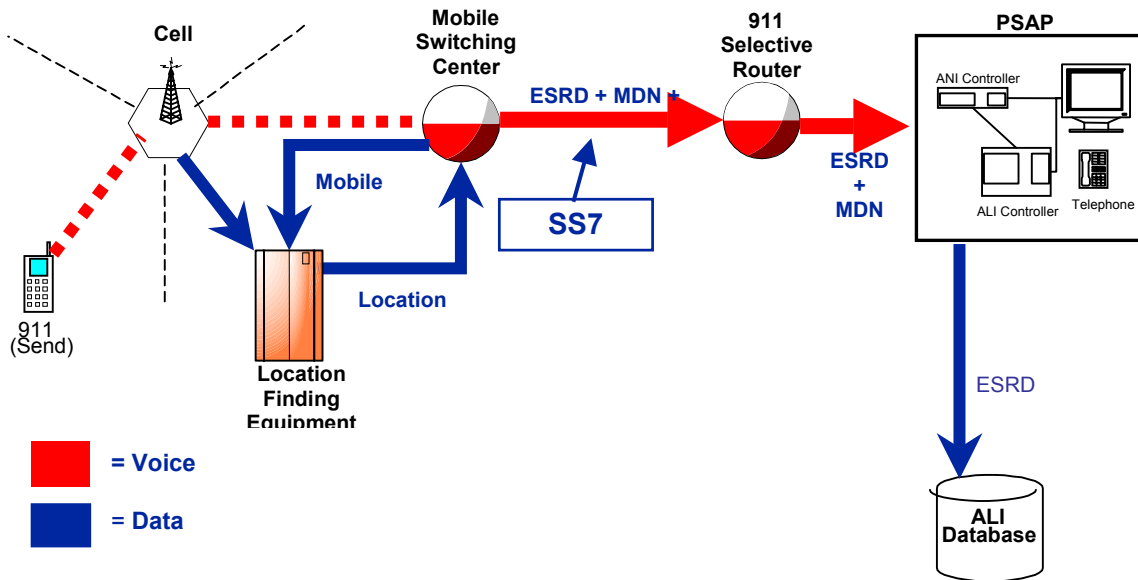 Cell
Mobile
Switching
Center
911
Selective
Router
PSAP
ANI Controller
ALI Controller
Telephone
ESRD + MDN +
SS7
ESRD
+
MDN
Mobile
Location
911
(Send)
Location
Finding
Equipment
ESRD
ALI
Database
= Voice
= Data